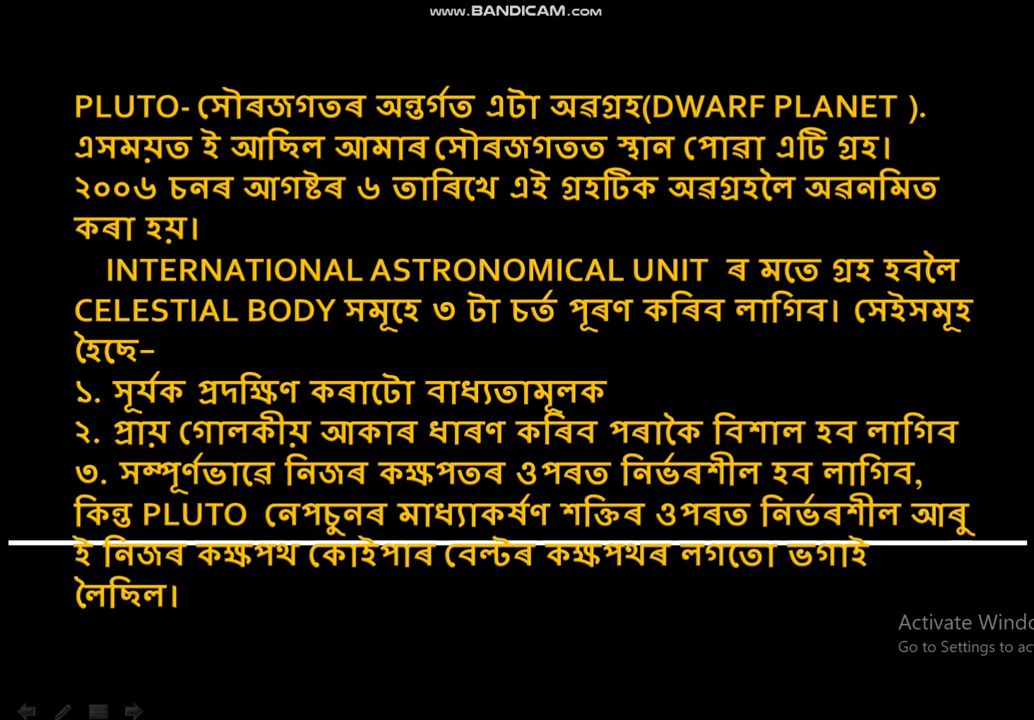 www.BANDICAM.com
PLUTO- সৌৰজগতৰ অন্তৰ্গত এটা অৱগ্ৰহ(DWARF PLANET ).
এসময়ত ই আছিল আমাৰ সৌৰজগতত স্থান পোৱা এটি গ্ৰহ।
২০০৬ চনৰ আগষ্টৰ ৬ তাৰিখে এই গ্ৰহটিক অৱগ্ৰহলৈ অৱনমিত
কৰা হয়।
INTERNATIONAL ASTRONOMICAL UNIT ৰ মতে গ্ৰহ হবলৈ
CELESTIAL BODY সমূহে ৩ টা চৰ্ত পূৰণ কৰিব লাগিব। সেইসমূহ
হৈছে–
১. সূৰ্যক প্ৰদক্ষিণ কৰাটো বাধ্যতামূলক
২. প্ৰায় গোলকীয় আকাৰ ধাৰণ কৰিব পৰাকৈ বিশাল হব লাগিব
৩. সম্পূৰ্ণভাৱে নিজৰ কক্ষপতৰ ওপৰত নিৰ্ভৰশীল হব লাগিব,
কিন্ত PLUTO নেপচুনৰ মাধ্যাকৰ্ষণ শক্তিৰ ওপৰত নিৰ্ভৰশীল আৰু
ই নিজৰ কক্ষপথ কোইপাৰ বেল্টৰ কক্ষপথৰ লগতো ভগাই
লৈছিল।
Activate Windo
Go to Settings to ac